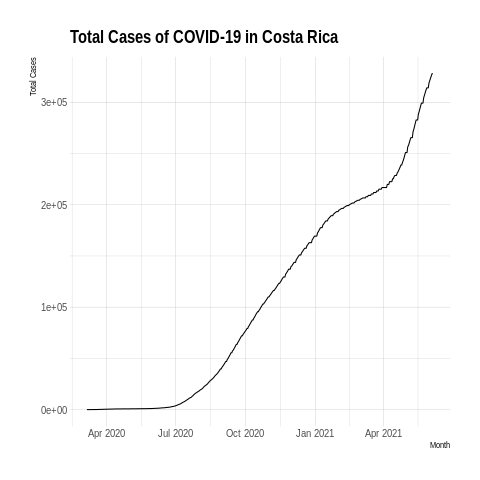 Total Cases of COVID-19 in Costa Rica
Total Cases
3e+05
2e+05
1e+05
0e+00
Apr 2020 Jul 2020 Oct 2020 Jan 2021 Apr 2021
Month